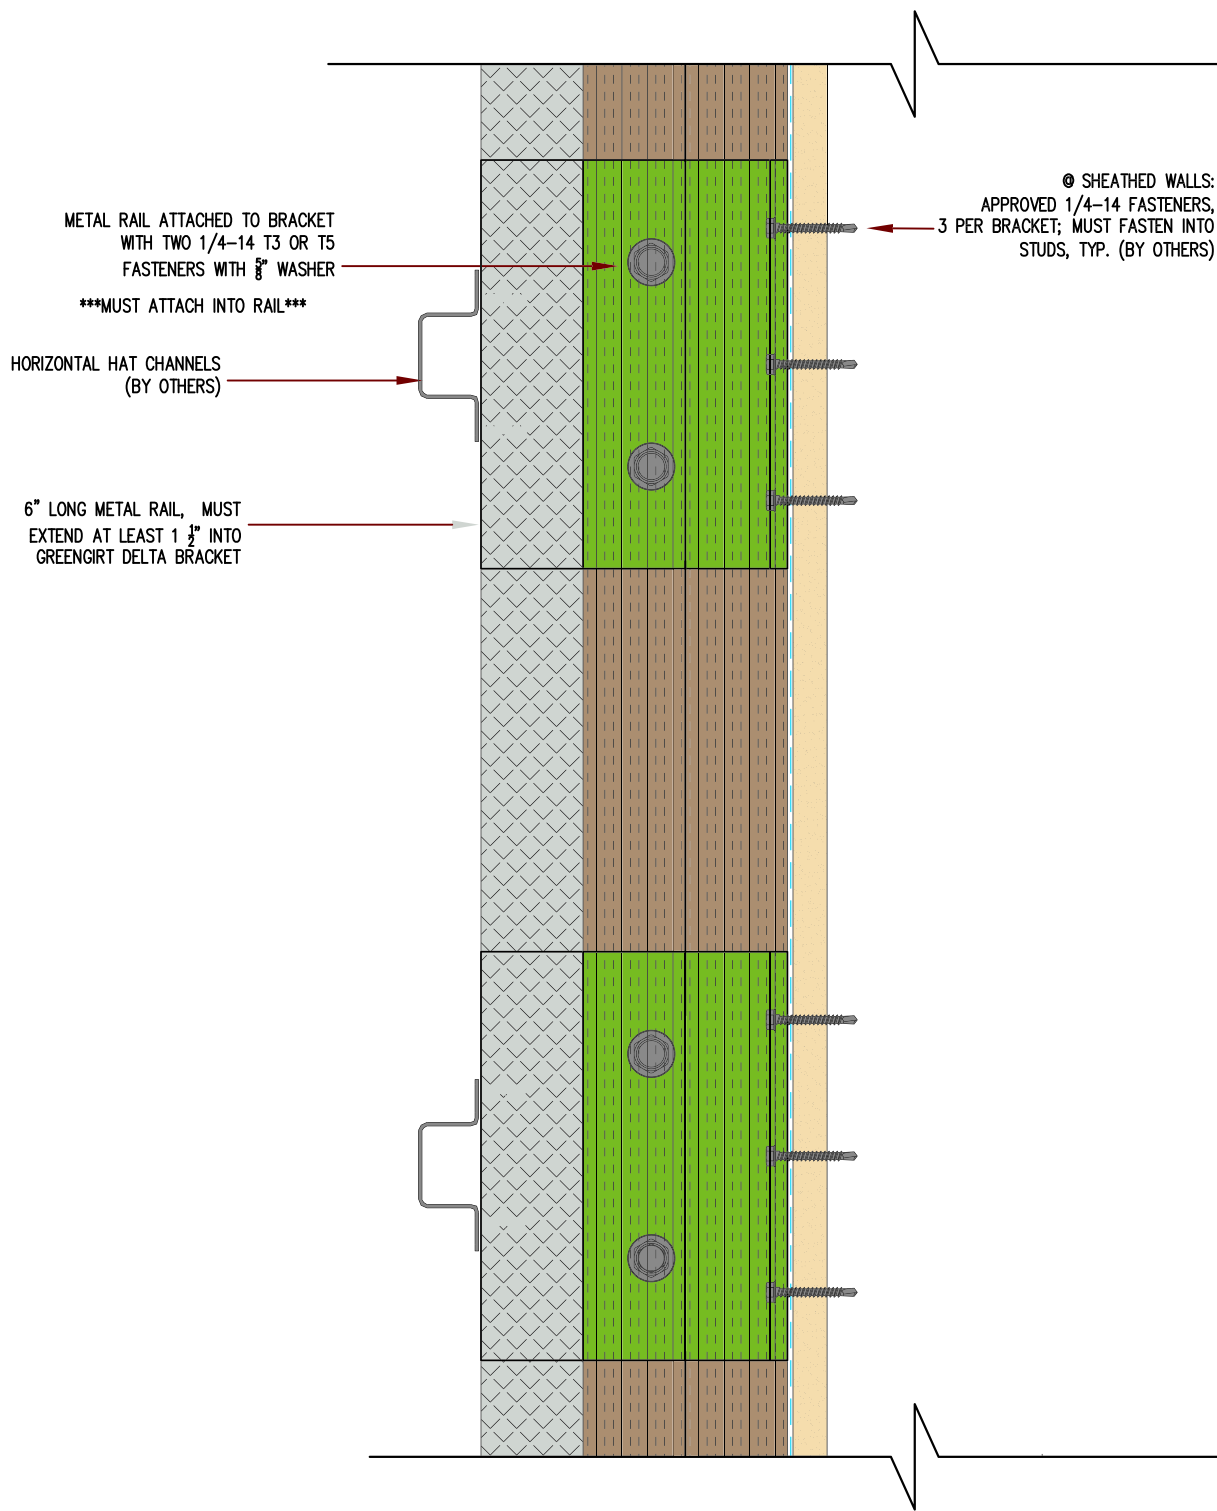 METAL RAIL ATTACHED TO BRACKET
WITH TWO 1/4-14 T3 OR T5
FASTENERS WITH 5/8" WASHER
***MUST ATTACH INTO RAIL***
HORIZONTAL HAT CHANNELS
(BY OTHERS)
6" LONG METAL RAIL, MUST
EXTEND AT LEAST 1 1/2" INTO
GREENGIRT DELTA BRACKET
@ SHEATHED WALLS:
APPROVED 1/4-14 FASTENERS,
3 PER BRACKET; MUST FASTEN INTO
STUDS, TYP. (BY OTHERS)